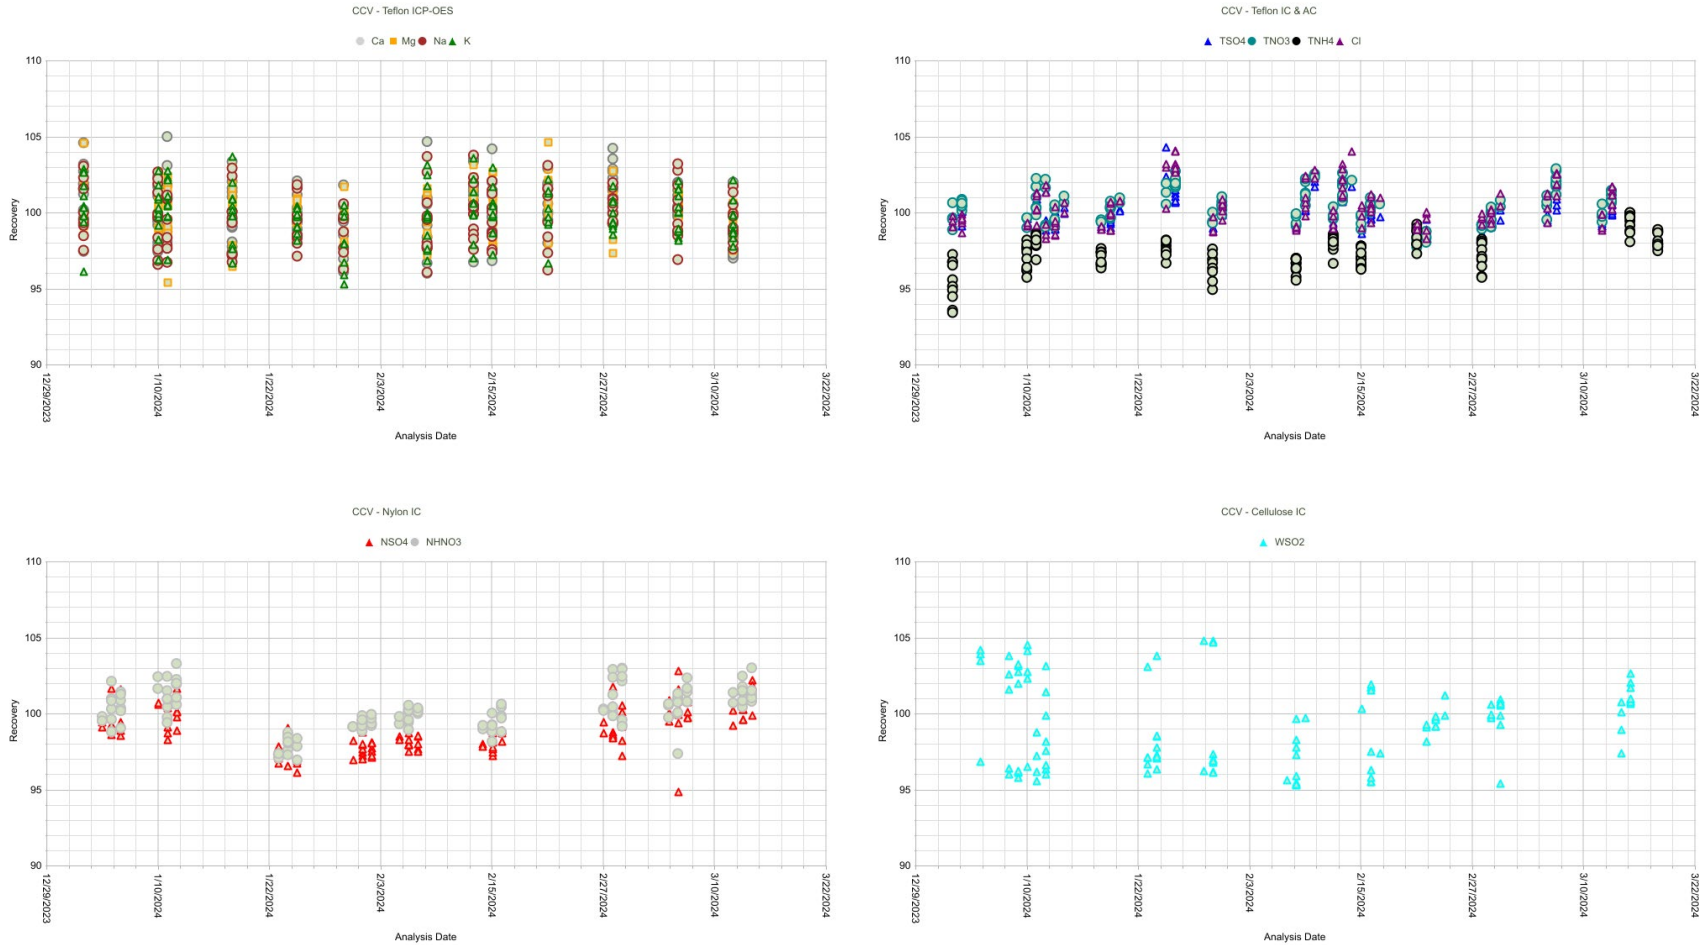 CCV - Teflon ICP-OES
Ca Mg Na K
110
105
100
95
90
Recovery
12/29/2023 1/10/2024 1/22/2024 2/3/2024 2/15/2024 2/27/2024 3/10/2024 3/22/2024
Analysis Date
CCV - Teflon IC & AC
TSO4 TNO3 TNH4 Cl
110
105
100
95
90
Recovery
12/29/2023 1/10/2024 1/22/2024 2/3/2024 2/15/2024 2/27/2024 3/10/2024 3/22/2024
Analysis Date
CCV - Nylon IC
NSO4 NHNO3
110
105
100
95
90
Recovery
12/29/2023 1/10/2024 1/22/2024 2/3/2024 2/15/2024 2/27/2024 3/10/2024 3/22/2024
Analysis Date
CCV - Cellulose IC
WSO2
110
105
100
95
90
Recovery
12/29/2023 1/10/2024 1/22/2024 2/3/2024 2/15/2024 2/27/2024 3/10/2024 3/22/2024
Analysis Date